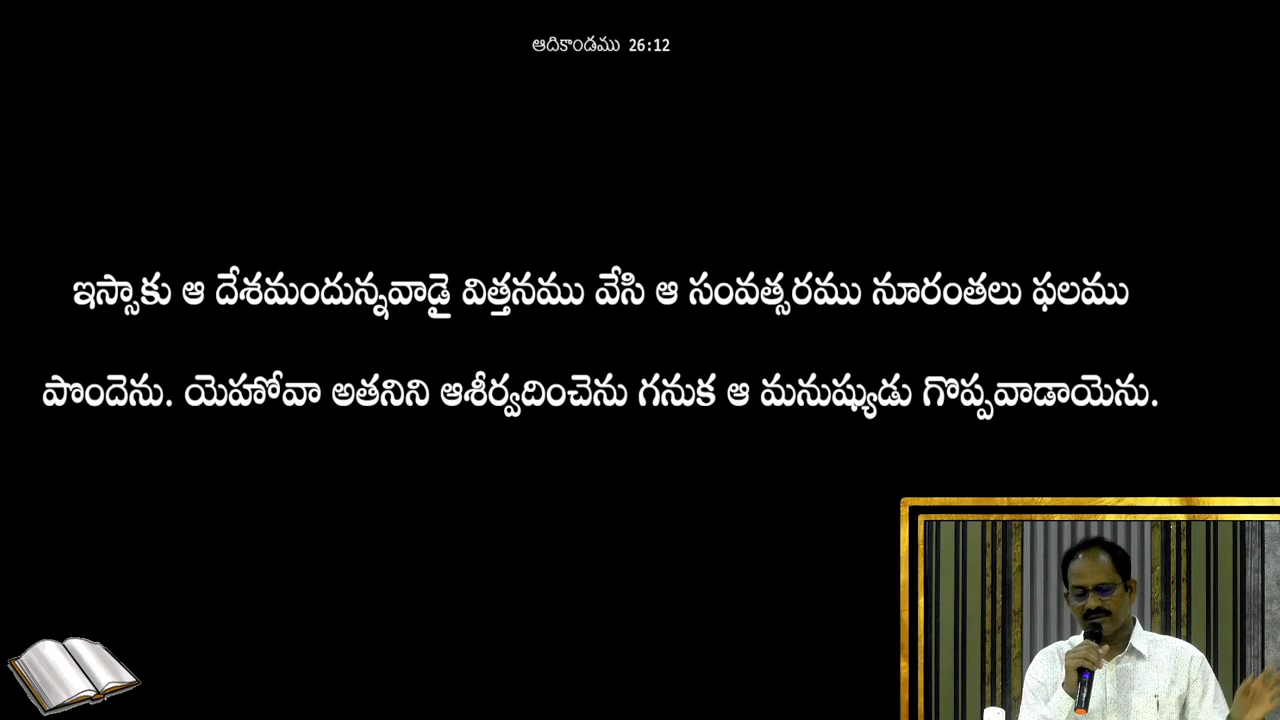 ఆదికాండము 26:12
ఇస్సాకు ఆ దేశమందున్నవాడై విత్తనము వేసి ఆ సంవత్సరము నూరంతలు ఫలము
పొందెను. యెహోవా అతనిని ఆశీర్వదించెను గనుక ఆ మనుష్యుడు గొప్పవాడాయెను.